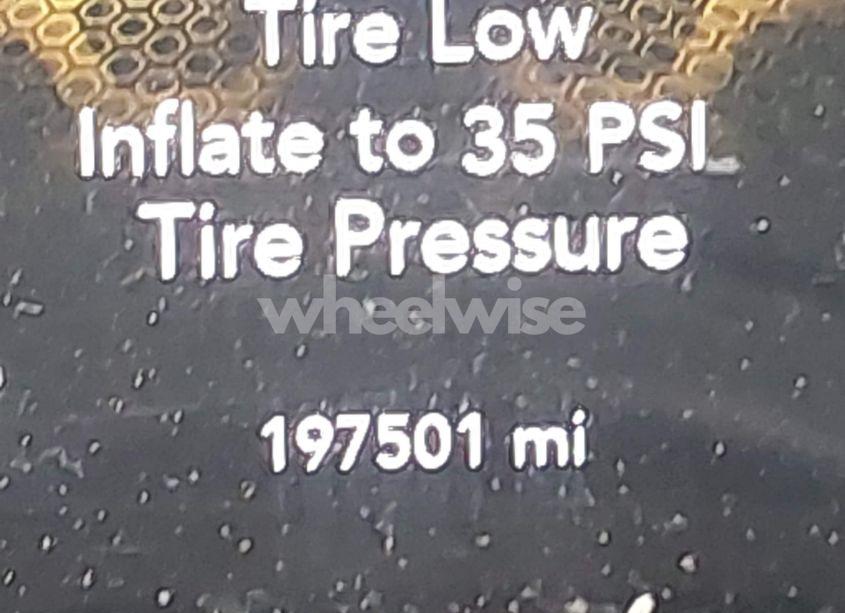 Tire Low
Inflate to 35 PSI
Tire Pressure
wheelwise
197501 mi